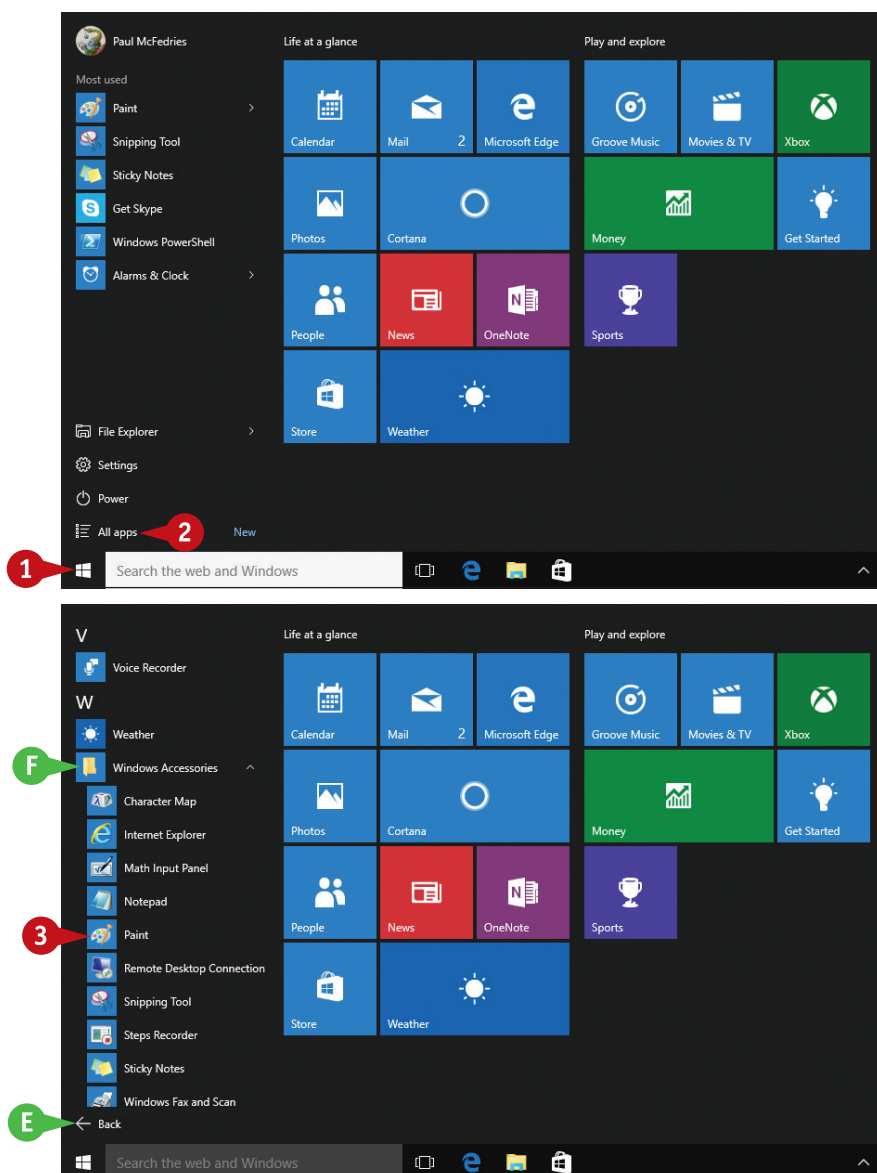 Paul McFedries
Life at a glance
Play and explore
Most used
Paint
Snipping Tool
Sticky Notes
Get Skype
Windows PowerShell
Alarms & Clock
Calendar
Mail 2
Microsoft Edge
Groove Music
Movies & TV
Xbox
Photos
Cortana
Money
Get Started
People
News
OneNote
Sports
Store
Weather
File Explorer
Settings
Power
All apps
2
New
1
Search the web and Windows
V
Life at a glance
Play and explore
Voice Recorder
W
Weather
F
Windows Accessories
Character Map
Internet Explorer
Math Input Panel
Notepad
3
Paint
Remote Desktop Connection
Snipping Tool
Steps Recorder
Sticky Notes
Windows Fax and Scan
E
Back
Calendar
Mail 2
Microsoft Edge
Groove Music
Movies & TV
Xbox
Photos
Cortana
Money
Get Started
People
News
OneNote
Sports
Store
Weather
Search the web and Windows